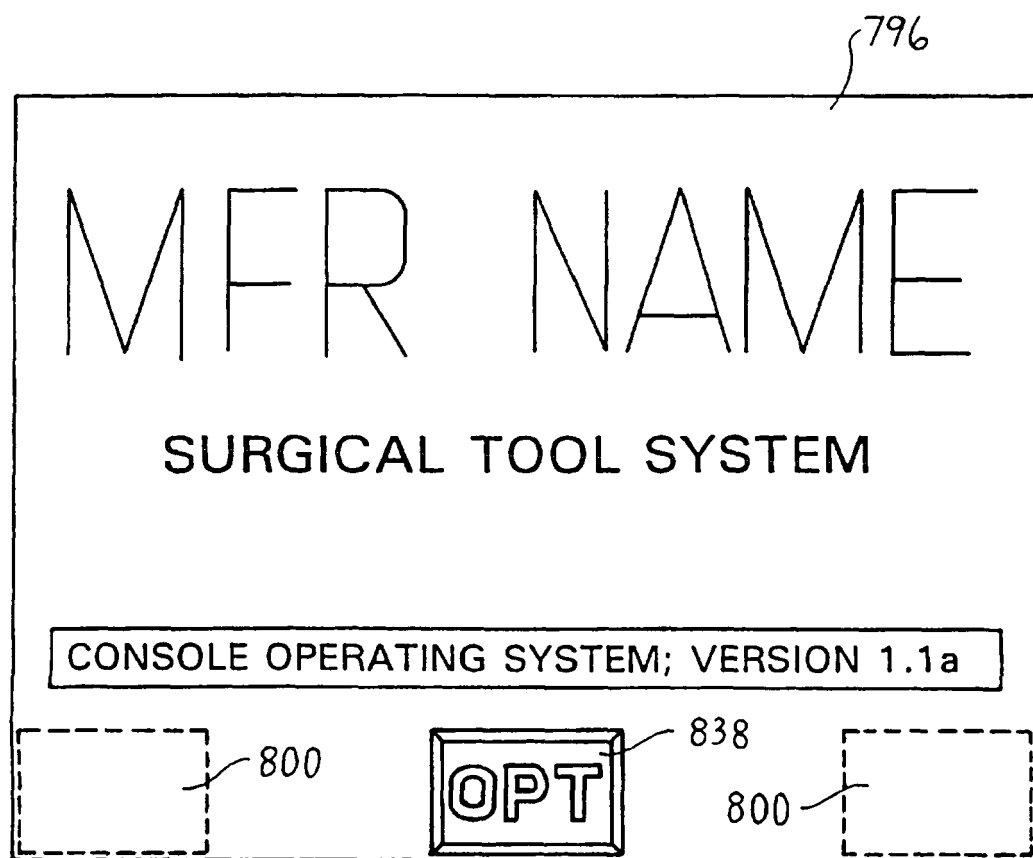 796
MFR NAME
SURGICAL TOOL SYSTEM
CONSOLE OPERATING SYSTEM; VERSION 1.1a
800 OPT 838 800